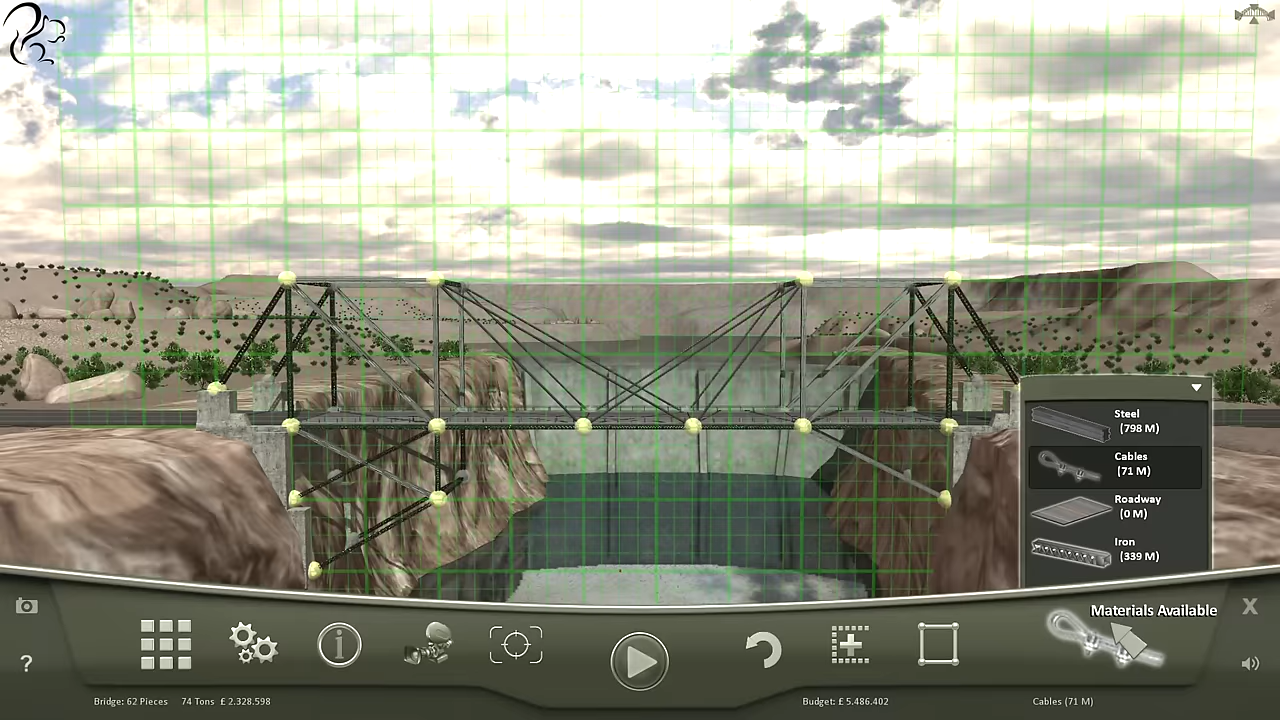 Steel
(798 M)
Cables
(71 M)
Roadway
(0 M)
Iron
(339 M)
Materials Available
X
?
Bridge: 62 Pieces 74 Tons £ 2.328.598
Budget: £ 5.486.402
Cables (71 M)